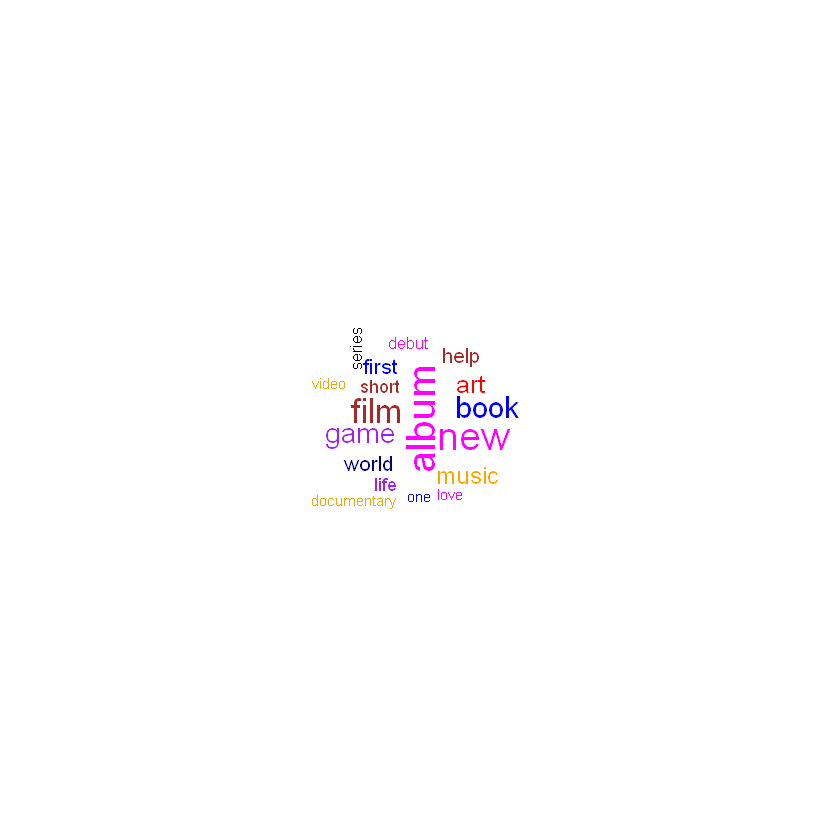 series
debut
help
first
video
short
art
album
film
book
game
new
world
music
life
documentary
one
love